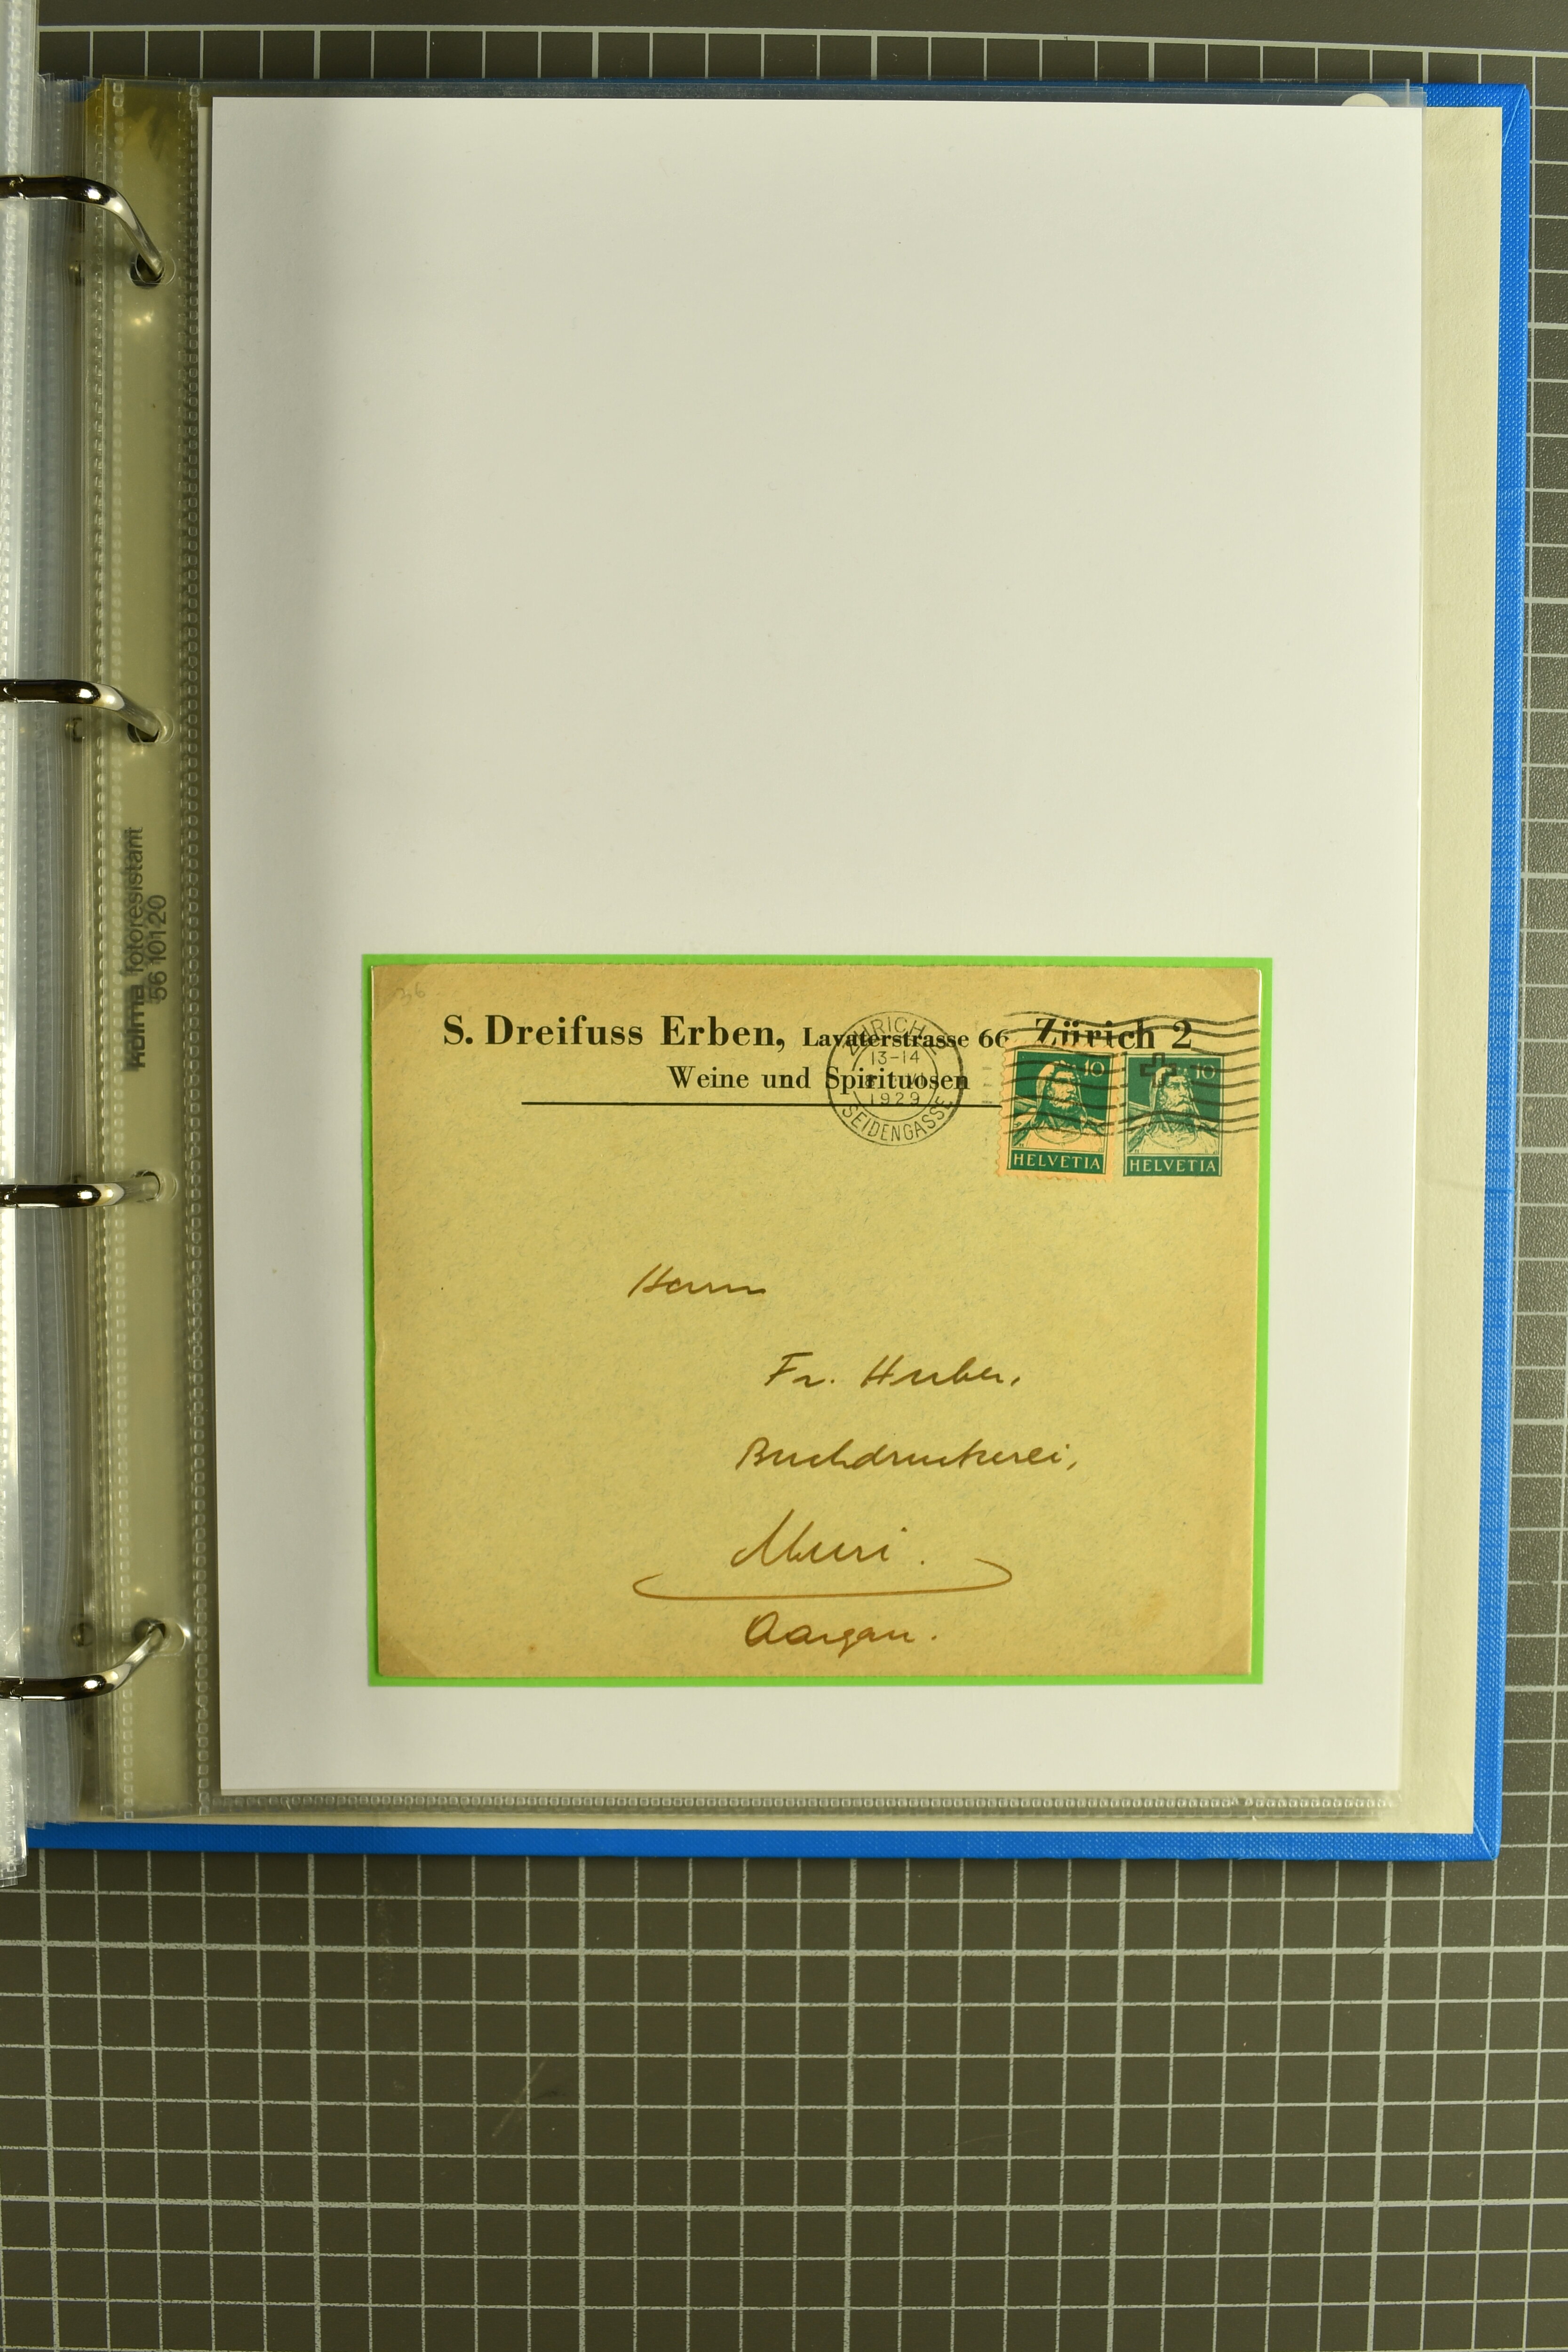 S. Dreifuss Erben, Lavaterstrasse 66 Zürich 2
Weine und Spirituosen
ZÜRICH
13-14
1929
SEIDENGASSE
10
HELVETIA
10
HELVETIA
Herrn
Fr. Huber,
Buchdruckerei,
Muri.
Aargau.
kalma fotoresistant
56 101 20
36